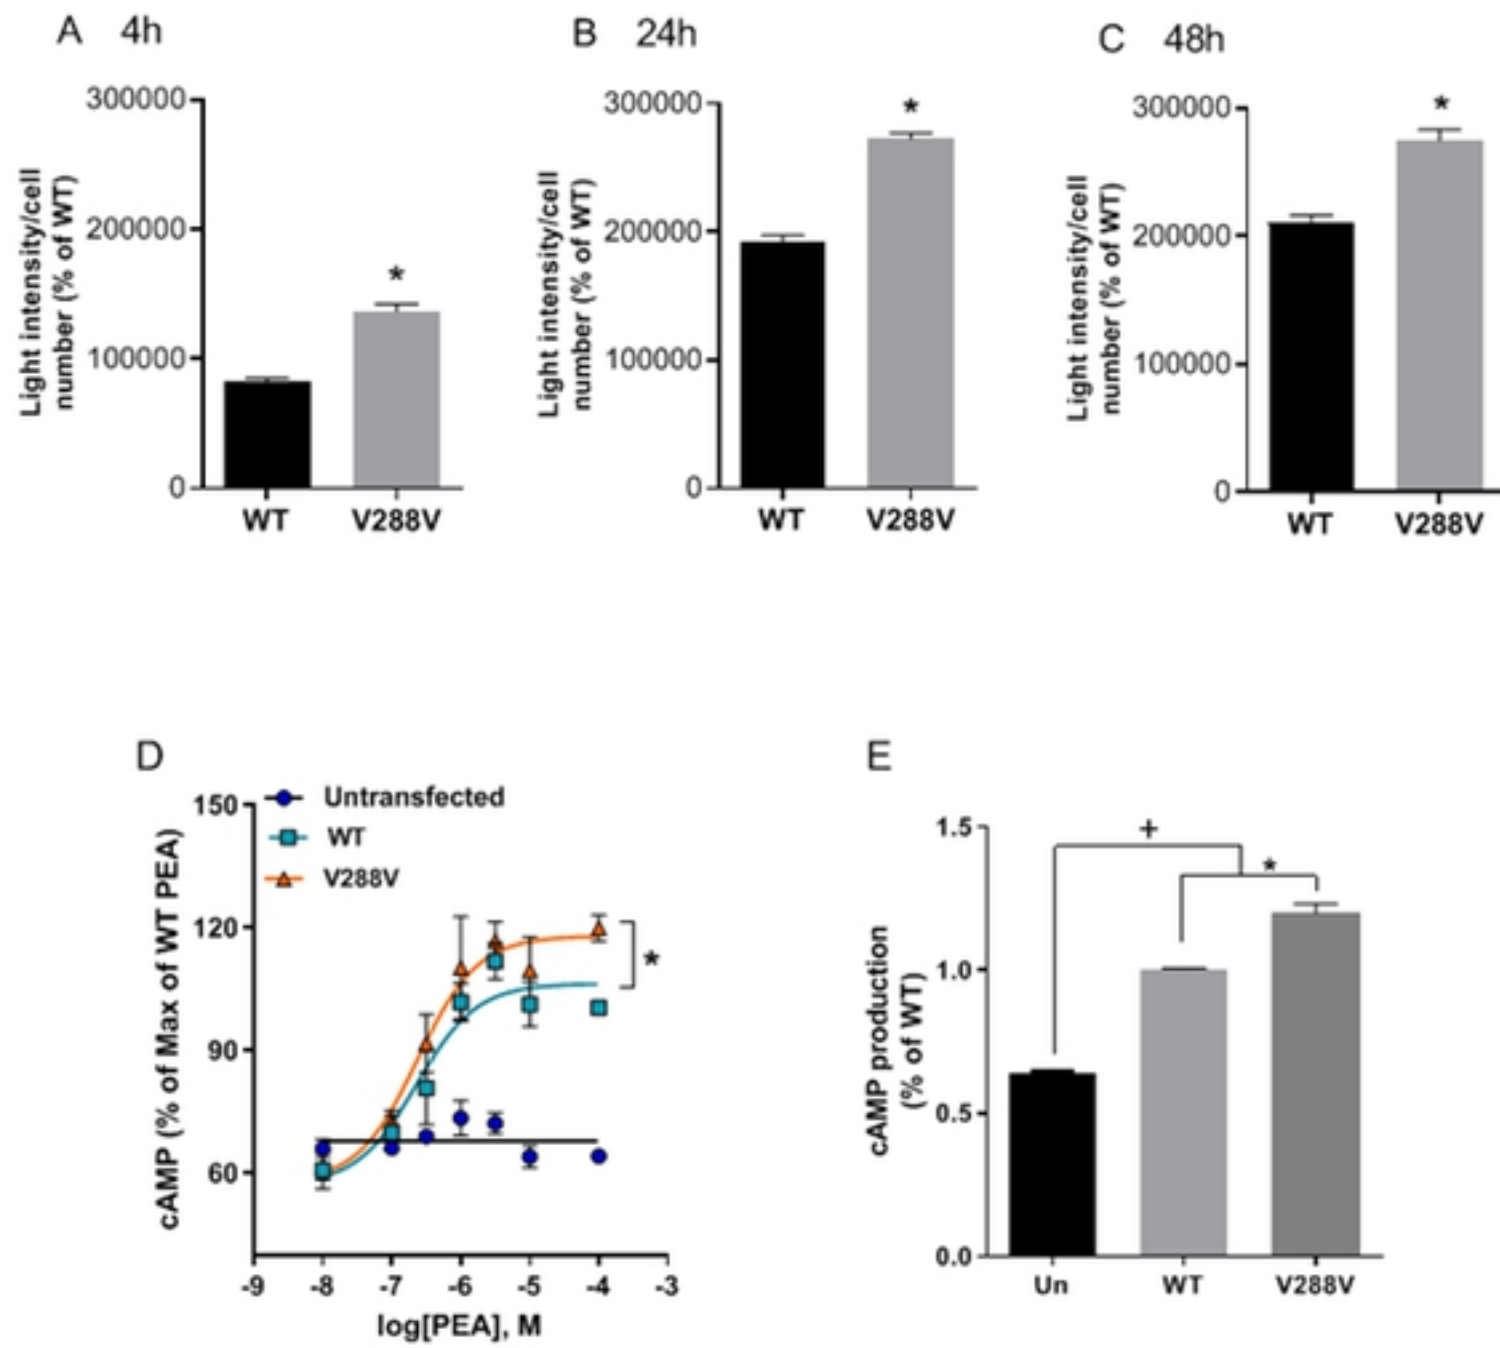 A 4h
300000
200000
100000
0
Light intensity/cell
number (% of WT)
*
WT V288V
B 24h
300000
200000
100000
0
Light intensity/cell
number (% of WT)
*
WT V288V
C 48h
300000
200000
100000
0
Light intensity/cell
number (% of WT)
*
WT V288V
D
Untransfected
WT
V288V
150
120
90
60
cAMP (% of Max of WT PEA)
*
-9 -8 -7 -6 -5 -4 -3
log[PEA], M
E
1.5
1.0
0.5
0.0
cAMP production
(% of WT)
+
*
Un WT V288V